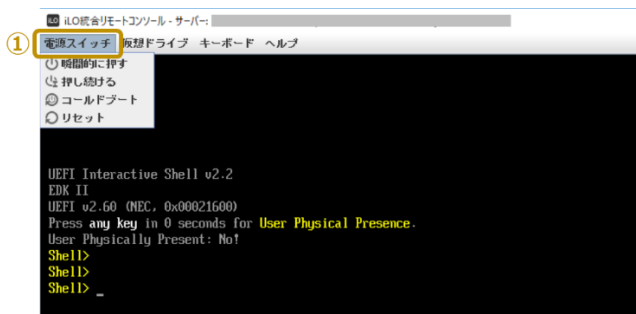 iLO iLO統合リモートコンソール - サーバー:
① 電源スイッチ 仮想ドライブ キーボード ヘルプ
瞬間的に押す
押し続ける
コールドブート
リセット
UEFI Interactive Shell v2.2
EDK II
UEFI v2.60 (NEC, 0x00021600)
Press any key in 0 seconds for User Physical Presence.
User Physically Present: No!
Shell>
Shell>
Shell> _